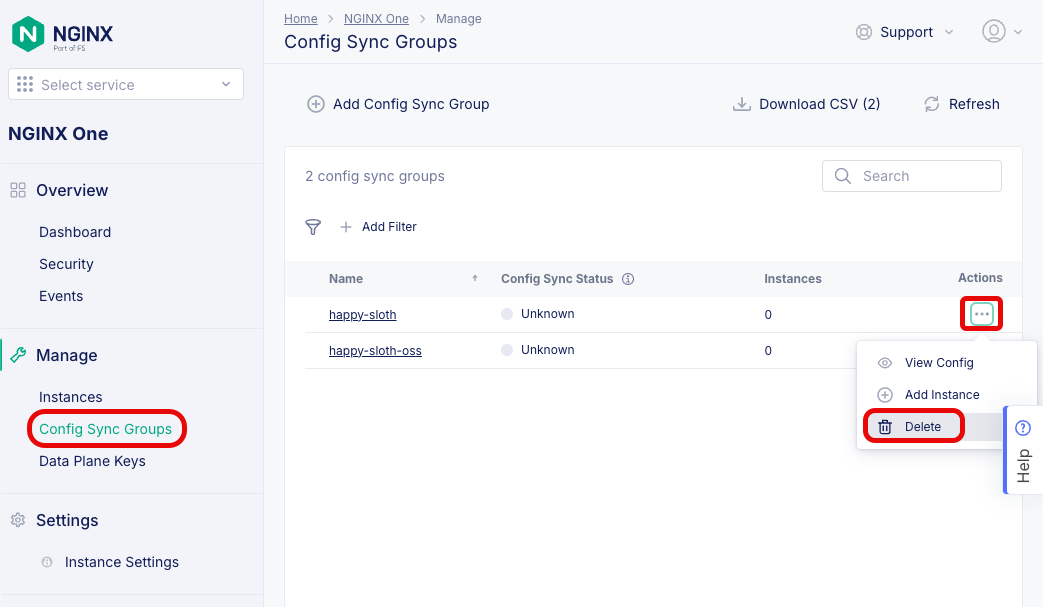 NGINX
Part of F5
Select service
NGINX One
Overview
Dashboard
Security
Events
Manage
Instances
Config Sync Groups
Data Plane Keys
Settings
Instance Settings
Home > NGINX One > Manage
Config Sync Groups
Support
Add Config Sync Group
Download CSV (2)
Refresh
2 config sync groups
Search
Add Filter
Name Config Sync Status Instances Actions
happy-sloth Unknown 0
happy-sloth-oss Unknown 0
View Config
Add Instance
Delete
Help